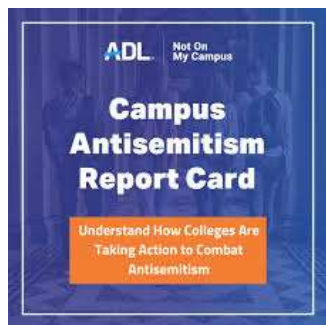 ADL Not On
My Campus
Campus
Antisemitism
Report Card
Understand How Colleges Are
Taking Action to Combat
Antisemitism